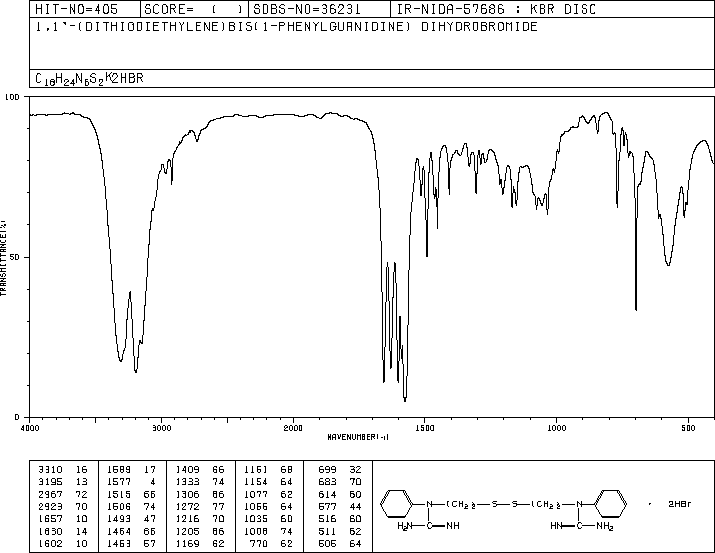 HIT-NO=405 SCORE= ( ) SDBS-NO=36231 IR-NIDA-57686 : KBR DISC
1,1'-(DITHIODIETHYLENE)BIS(1-PHENYLGUANIDINE) DIHYDROBROMIDE
C18H24N6S2X2HBR
100
50
0
TRANSMITTANCE(%)
4000 3000 2000 1500 1000 500
WAVENUMBER(-1)
3310 16 1589 17 1409 66 1161 68 699 32
3195 13 1577 4 1333 74 1154 64 683 70
2967 72 1515 66 1306 86 1077 62 614 60
2923 70 1506 74 1272 77 1066 64 577 44
1657 10 1493 47 1216 70 1035 60 516 60
1630 14 1464 66 1205 86 1008 74 511 62
1602 10 1453 57 1169 62 770 62 505 64
N—(CH2)2—S—S—(CH2)2—N · 2HBr
H2N NH HN NH2